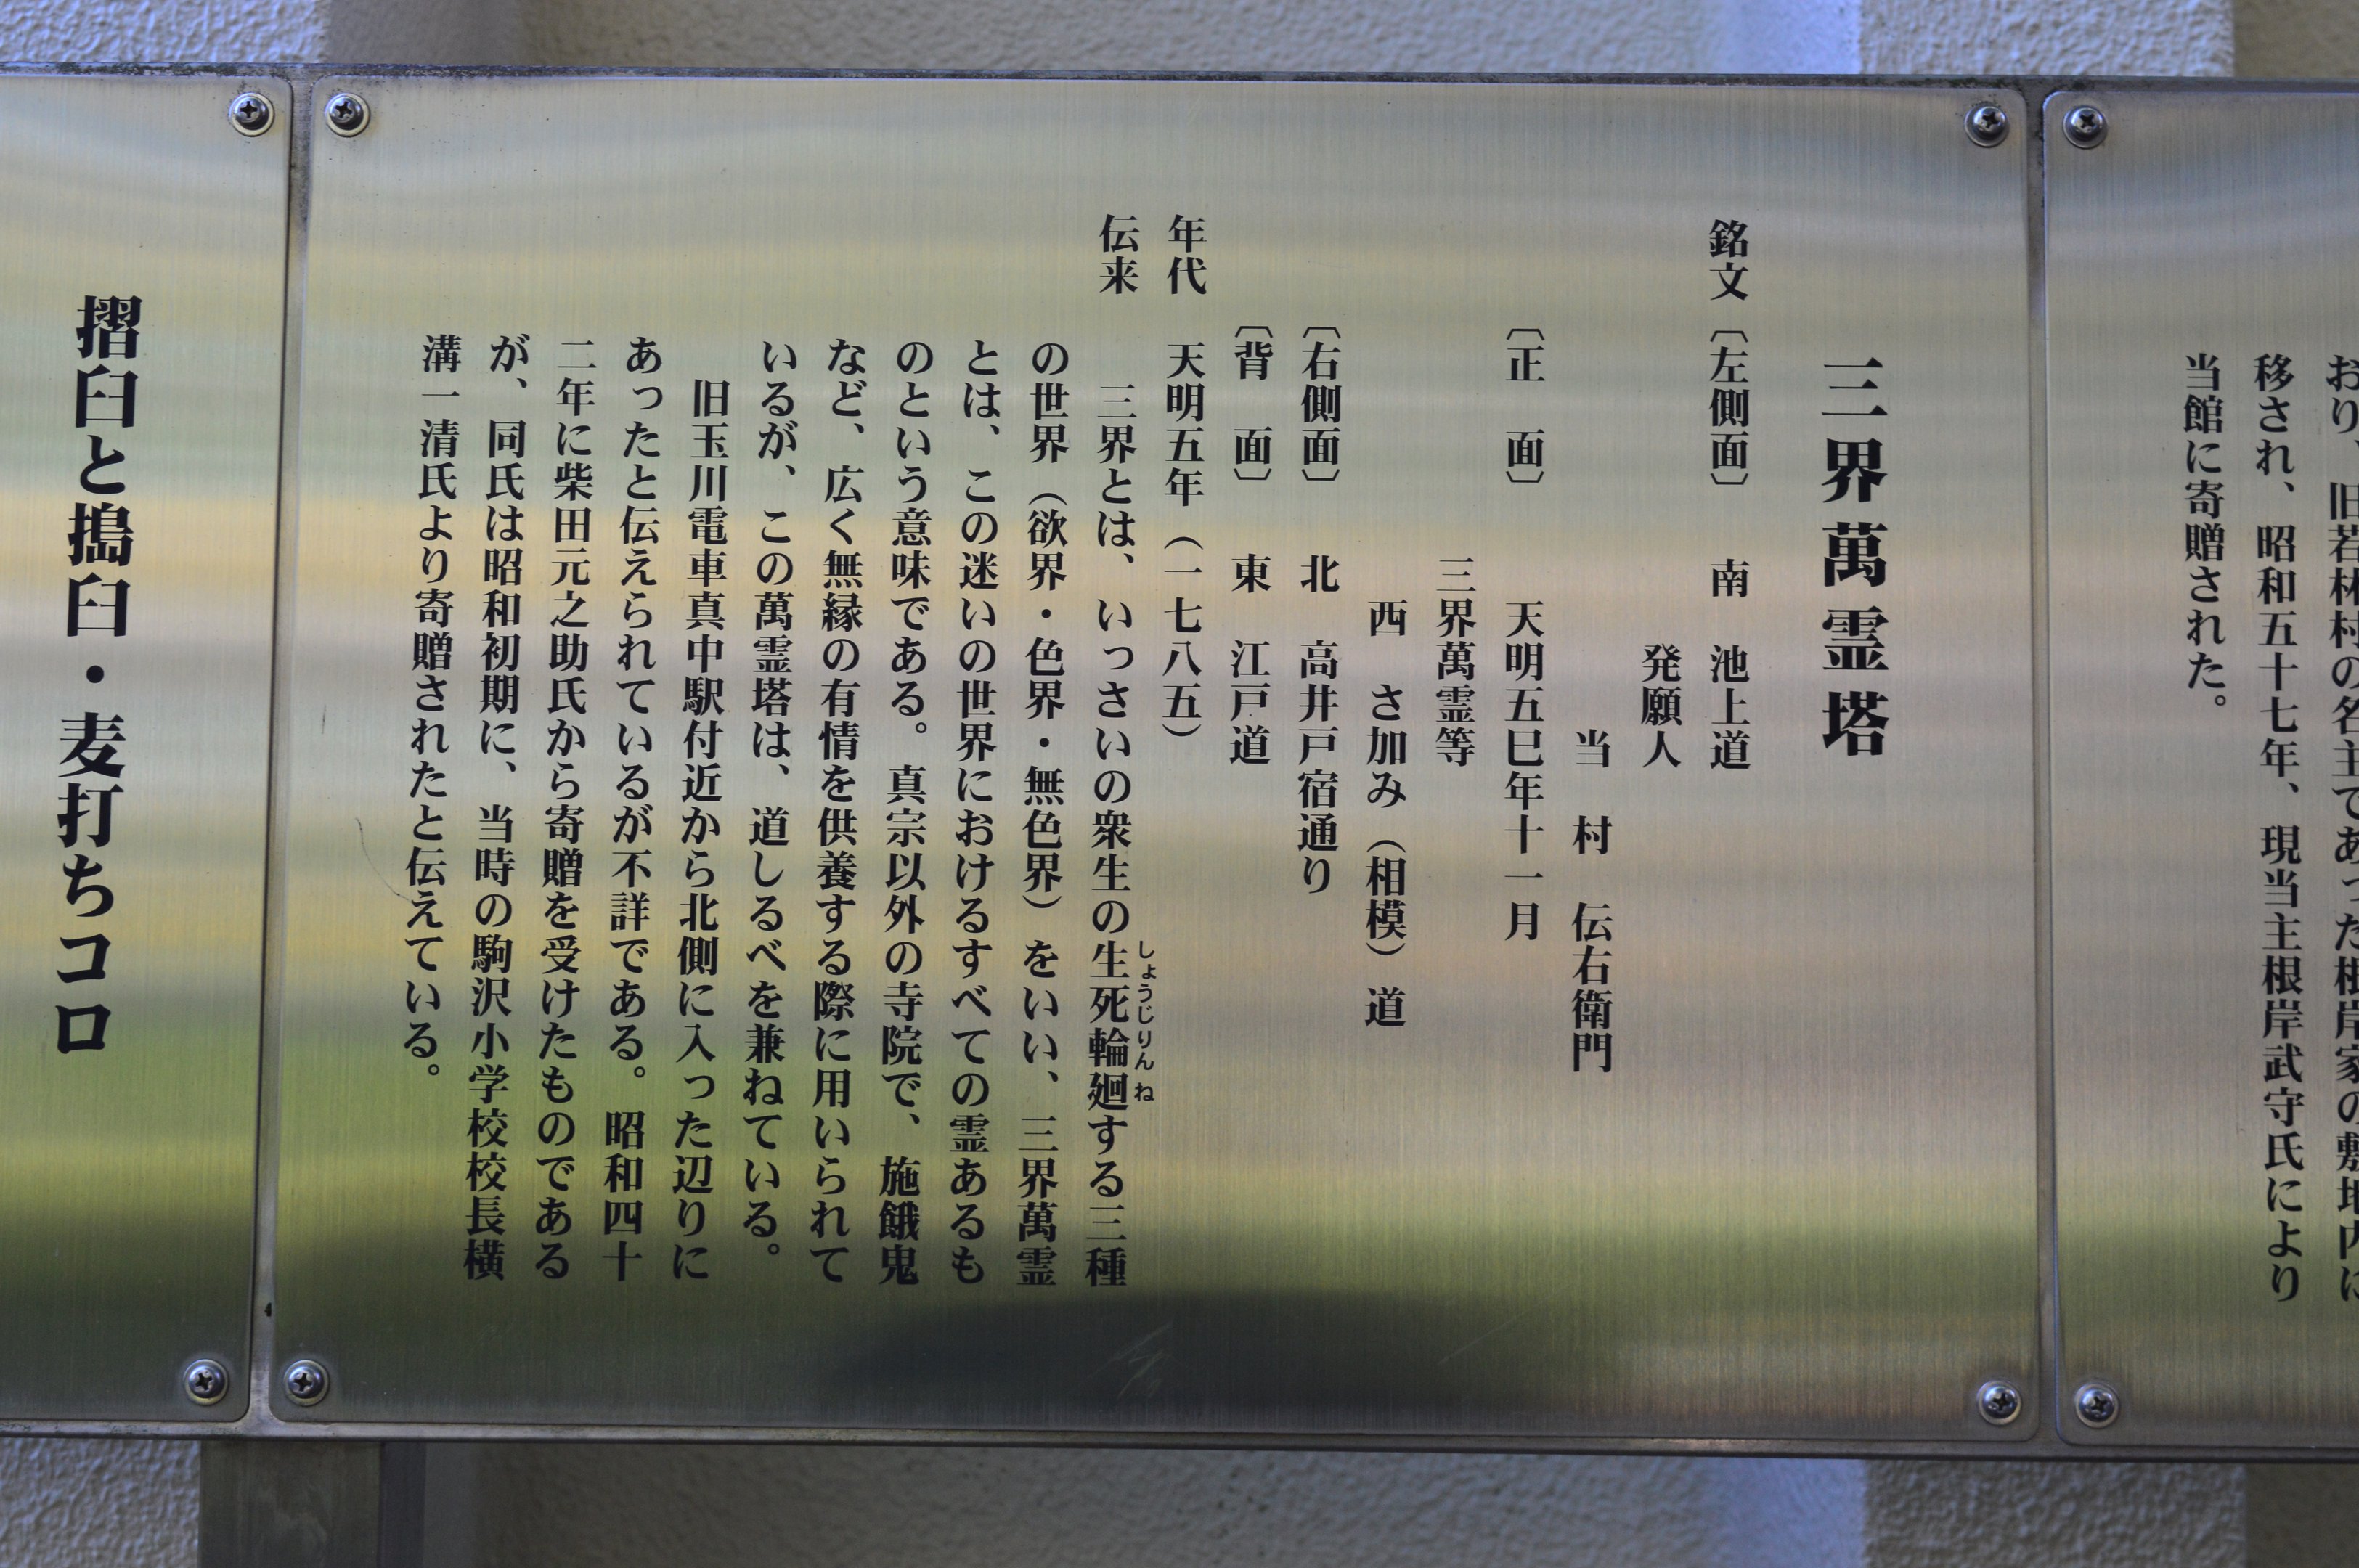 おり、旧若林村の名主であった根岸家の敷地内に
移され、昭和五十七年、現当主根岸武守氏により
当館に寄贈された。
三界萬霊塔
銘文〔左側面〕 南 池上道
発願人
当 村 伝右衛門
〔正 面〕 天明五巳年十一月
三界萬霊等
西 さ加み(相模)道
〔右側面〕 北 高井戸宿通り
〔背 面〕 東 江戸道
年代 天明五年(一七八五)
伝来 三界とは、いっさいの衆生の生死輪廻する三種
しょうじりんね
の世界(欲界・色界・無色界)をいい、三界萬霊
とは、この迷いの世界におけるすべての霊あるも
のという意味である。真宗以外の寺院で、施餓鬼
など、広く無縁の有情を供養する際に用いられて
いるが、この萬霊塔は、道しるべを兼ねている。
旧玉川電車真中駅付近から北側に入った辺りに
あったと伝えられているが不詳である。昭和四十
二年に柴田元之助氏から寄贈を受けたものである
が、同氏は昭和初期に、当時の駒沢小学校校長横
溝一清氏より寄贈されたと伝えている。
摺臼と搗臼・麦打ちコロ